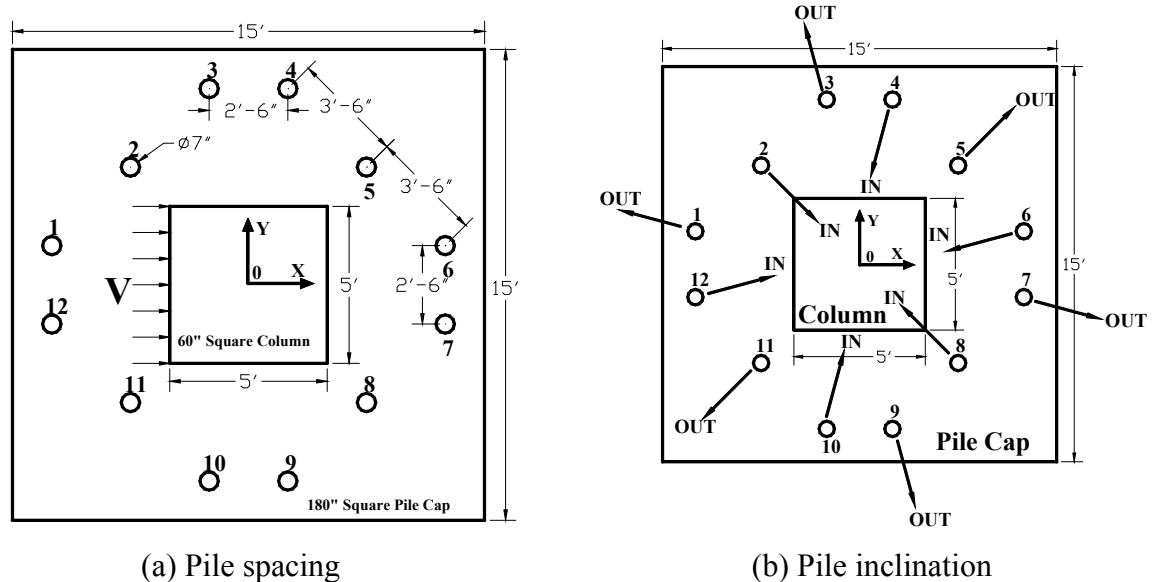 15′
3
4
2′-6″
3′-6″
2
ø7″
5
3′-6″
1
Y
6
0
X
V
5′
2′-6″
15′
12
7
60" Square Column
5′
11
8
10
9
180" Square Pile Cap
(a) Pile spacing
OUT
15′
3
4
OUT
2
5
IN
OUT
1
Y
6
IN
IN
IN
0
X
5′
15′
12
7
IN
Column
OUT
IN
11
5′
8
OUT
9
10
Pile Cap
OUT
(b) Pile inclination